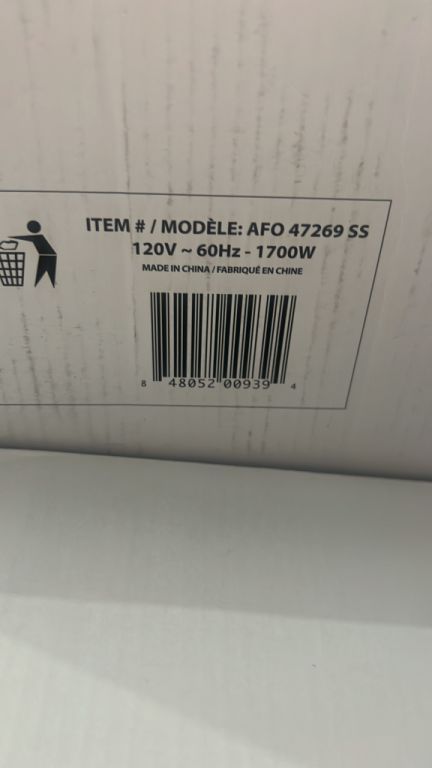 ITEM # / MODÈLE: AFO 47269 SS
120V ~ 60Hz - 1700W
MADE IN CHINA / FABRIQUÉ EN CHINE
8 48052 00939 4